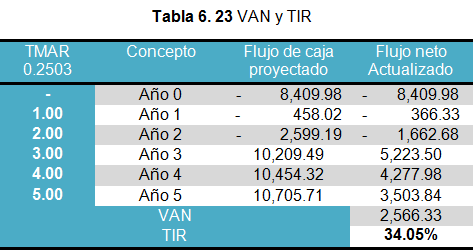 Tabla 6. 23 VAN y TIR
TMAR 0.2503 Concepto Flujo de caja proyectado Flujo neto Actualizado
- Año 0 - 8,409.98 - 8,409.98
1.00 Año 1 - 458.02 - 366.33
2.00 Año 2 - 2,599.19 - 1,662.68
3.00 Año 3 10,209.49 5,223.50
4.00 Año 4 10,454.32 4,277.98
5.00 Año 5 10,705.71 3,503.84
VAN 2,566.33
TIR 34.05%